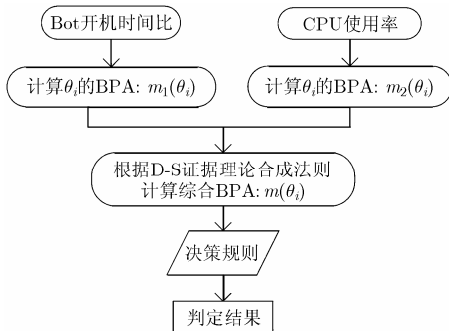 Bot开机时间比
CPU使用率
计算θᵢ的BPA: m₁(θᵢ)
计算θᵢ的BPA: m₂(θᵢ)
根据D-S证据理论合成法则
计算综合BPA: m(θᵢ)
决策规则
判定结果